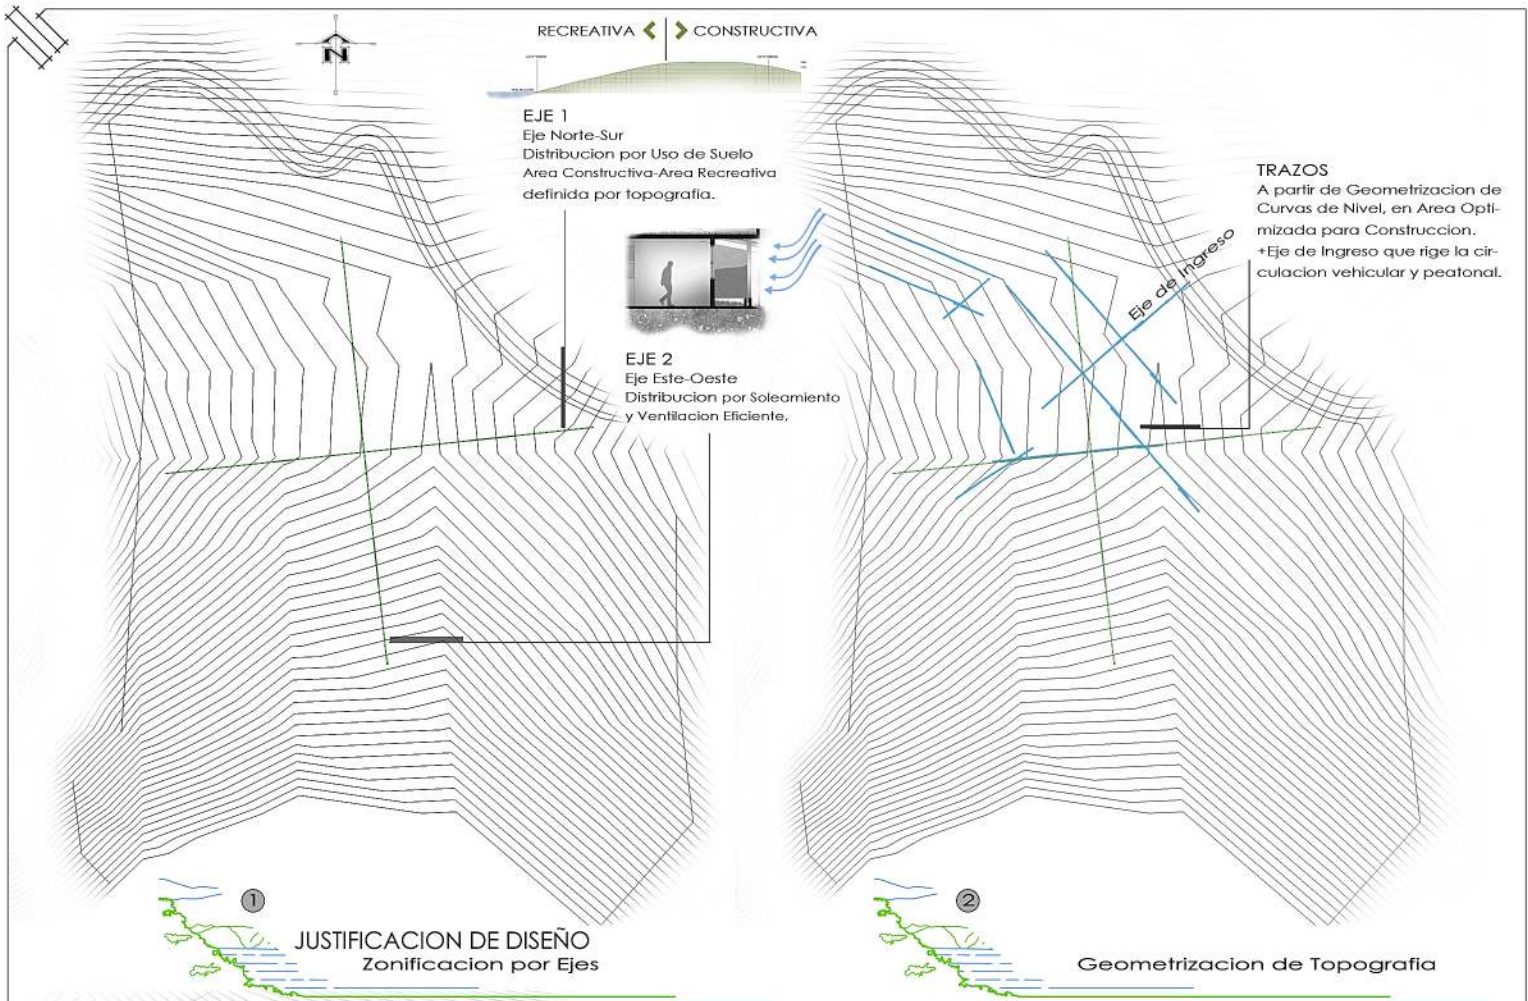 N
RECREATIVA
CONSTRUCTIVA
EJE 1
Eje Norte-Sur
Distribucion por Uso de Suelo
Area Constructiva-Area Recreativa
definida por topografia.
EJE 2
Eje Este-Oeste
Distribucion por Soleamiento
y Ventilacion Eficiente,
TRAZOS
A partir de Geometrizacion de
Curvas de Nivel, en Area Opti-
mizada para Construccion.
+Eje de Ingreso que rige la cir-
culacion vehicular y peatonal.
Eje de Ingreso
1
JUSTIFICACION DE DISEÑO
Zonificacion por Ejes
2
Geometrizacion de Topografia